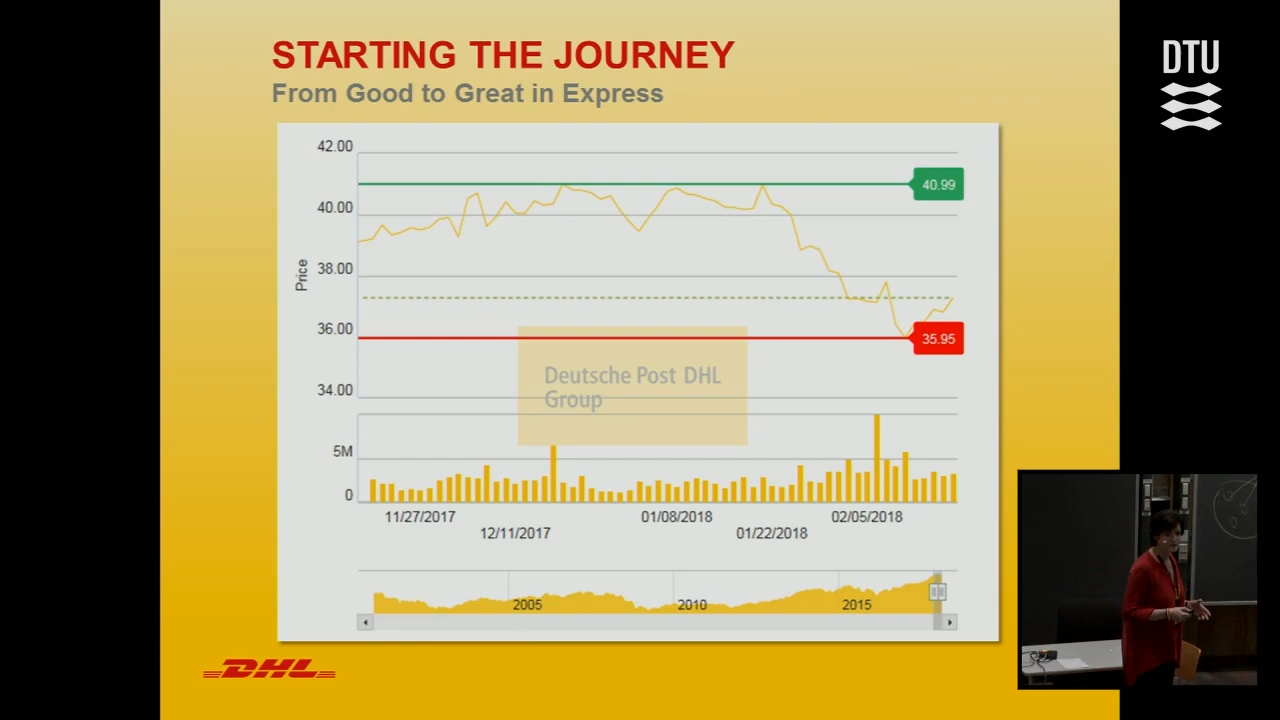 STARTING THE JOURNEY
From Good to Great in Express
DTU
42.00
40.99
40.00
38.00
Price
36.00
35.95
Deutsche Post DHL
Group
34.00
5M
0
11/27/2017
12/11/2017
01/08/2018
01/22/2018
02/05/2018
2005
2010
2015
DHL